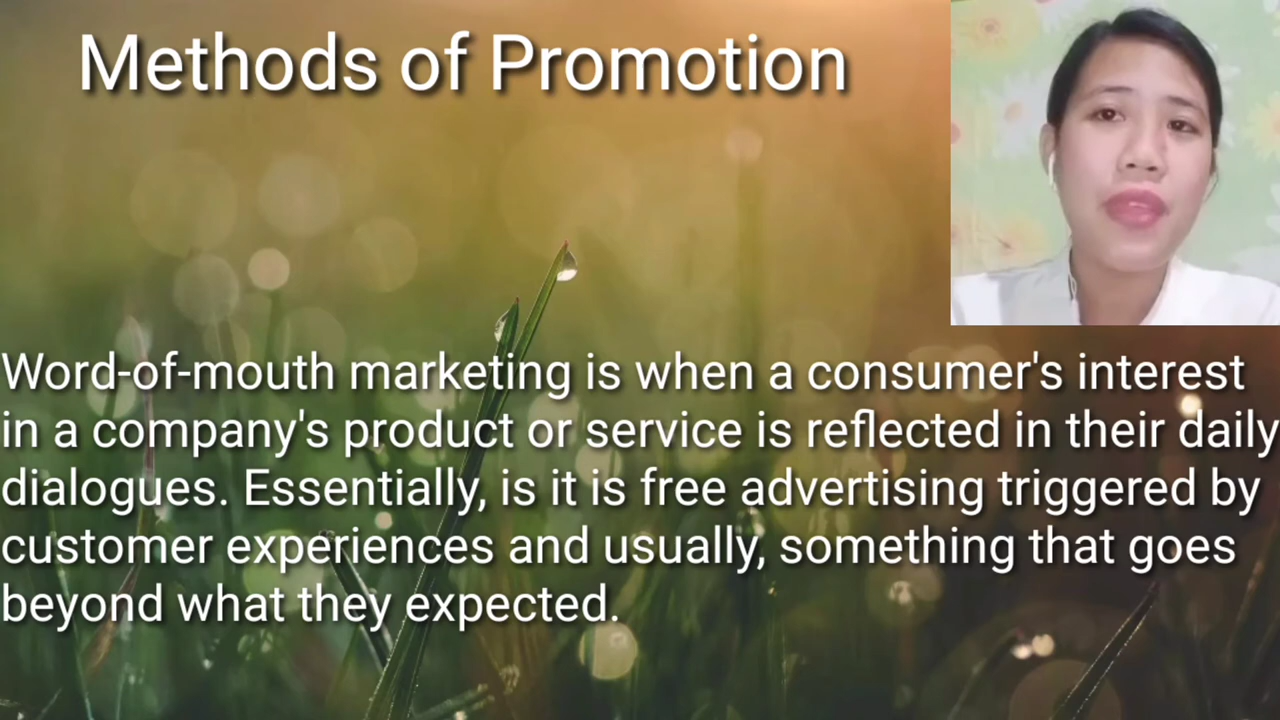 Methods of Promotion
Word-of-mouth marketing is when a consumer's interest
in a company's product or service is reflected in their daily
dialogues. Essentially, is it is free advertising triggered by
customer experiences and usually, something that goes
beyond what they expected.